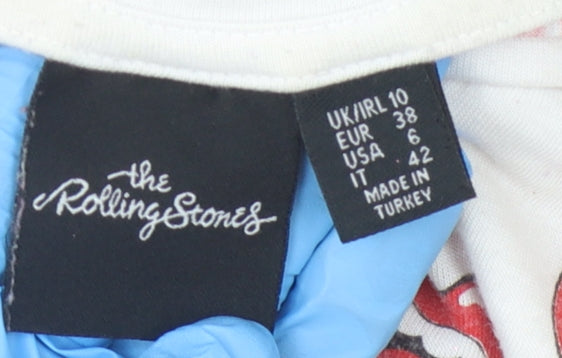 the
Rolling Stones
UK/IRL 10
EUR 38
USA 6
IT 42
MADE IN
TURKEY